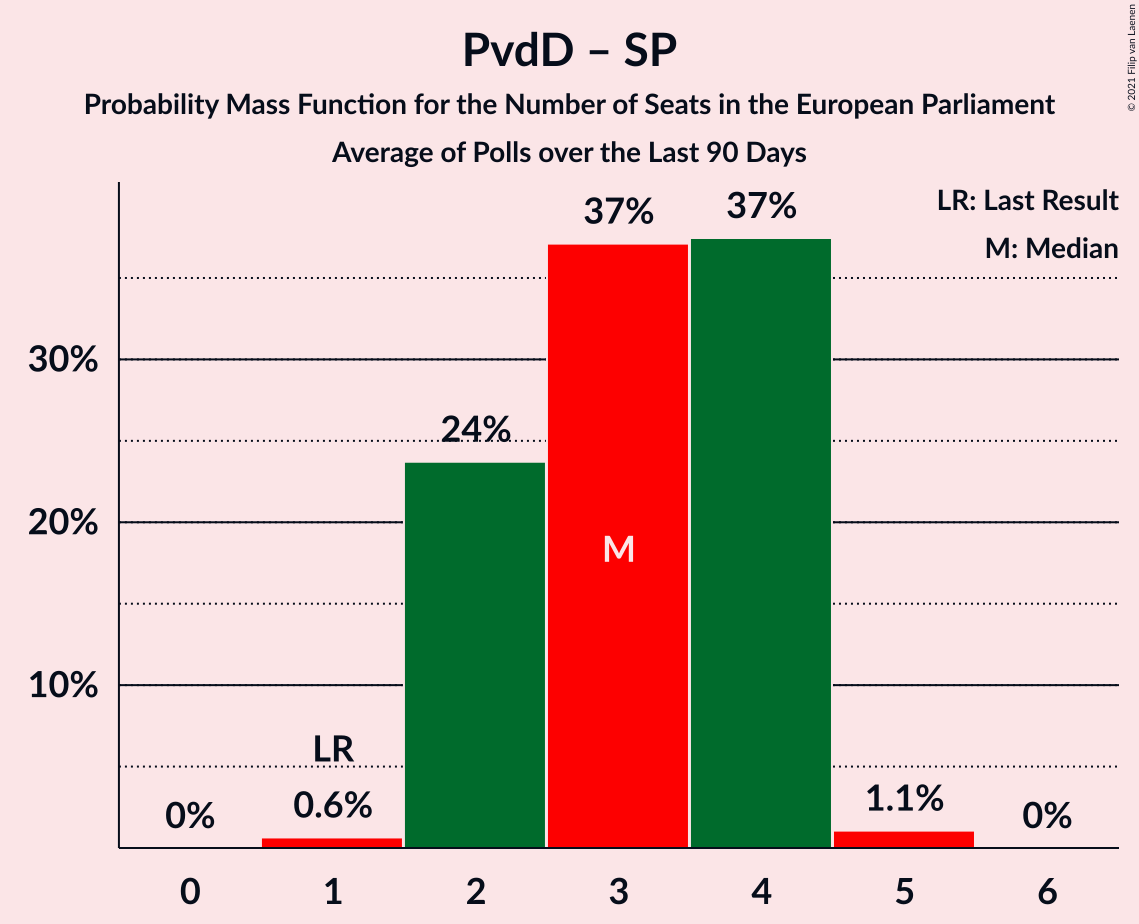 PvdD – SP
Probability Mass Function for the Number of Seats in the European Parliament
Average of Polls over the Last 90 Days
© 2021 Filip van Laenen
LR: Last Result
M: Median
37%
37%
30%
24%
20%
M
10%
LR
0%
0.6%
1.1%
0%
0 1 2 3 4 5 6